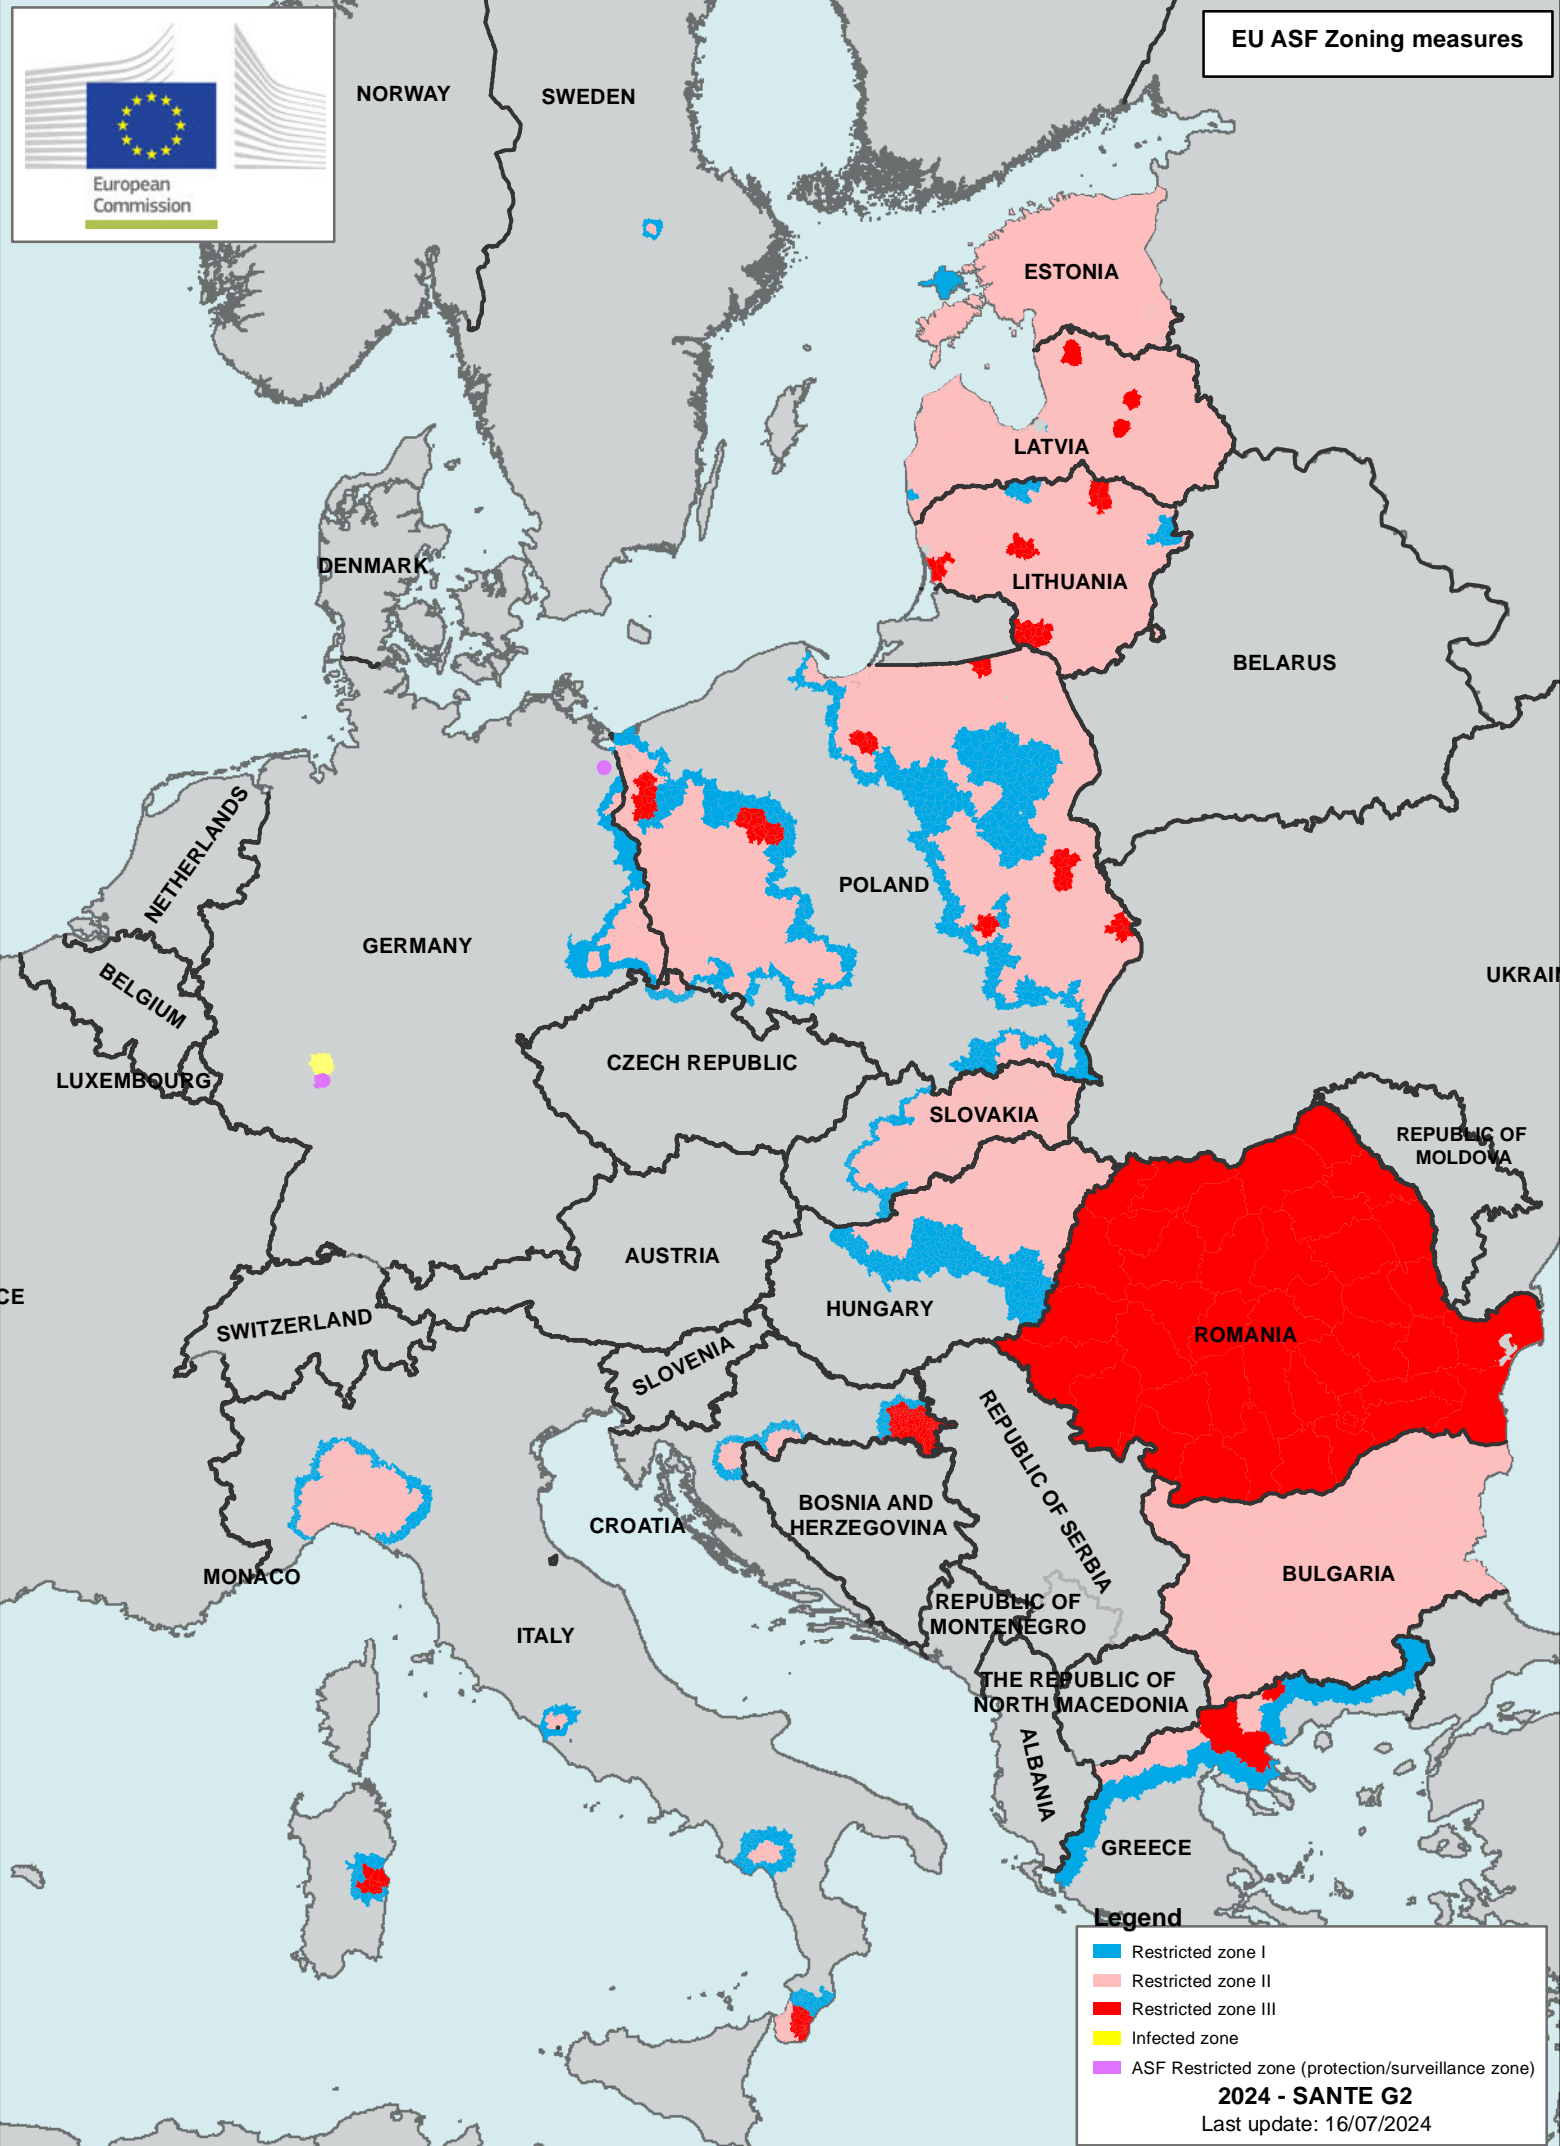 EU ASF Zoning measures
European
Commission
NORWAY
SWEDEN
ESTONIA
LATVIA
LITHUANIA
DENMARK
BELARUS
NETHERLANDS
POLAND
GERMANY
BELGIUM
UKRAI
LUXEMBOURG
CZECH REPUBLIC
SLOVAKIA
REPUBLIC OF
MOLDOVA
AUSTRIA
CE
SWITZERLAND
HUNGARY
ROMANIA
SLOVENIA
REPUBLIC OF SERBIA
BOSNIA AND
HERZEGOVINA
CROATIA
MONACO
BULGARIA
REPUBLIC OF
MONTENEGRO
ITALY
THE REPUBLIC OF
NORTH MACEDONIA
ALBANIA
GREECE
Legend
Restricted zone I
Restricted zone II
Restricted zone III
Infected zone
ASF Restricted zone (protection/surveillance zone)
2024 - SANTE G2
Last update: 16/07/2024